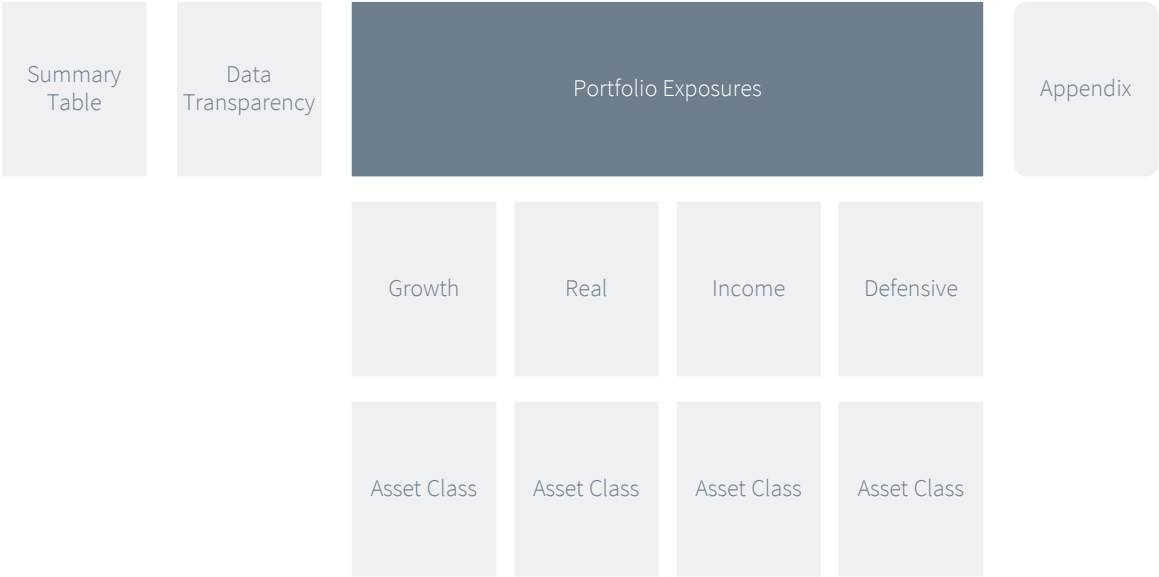 Summary
Table
Data
Transparency
Portfolio Exposures
Appendix
Growth
Real
Income
Defensive
Asset Class
Asset Class
Asset Class
Asset Class